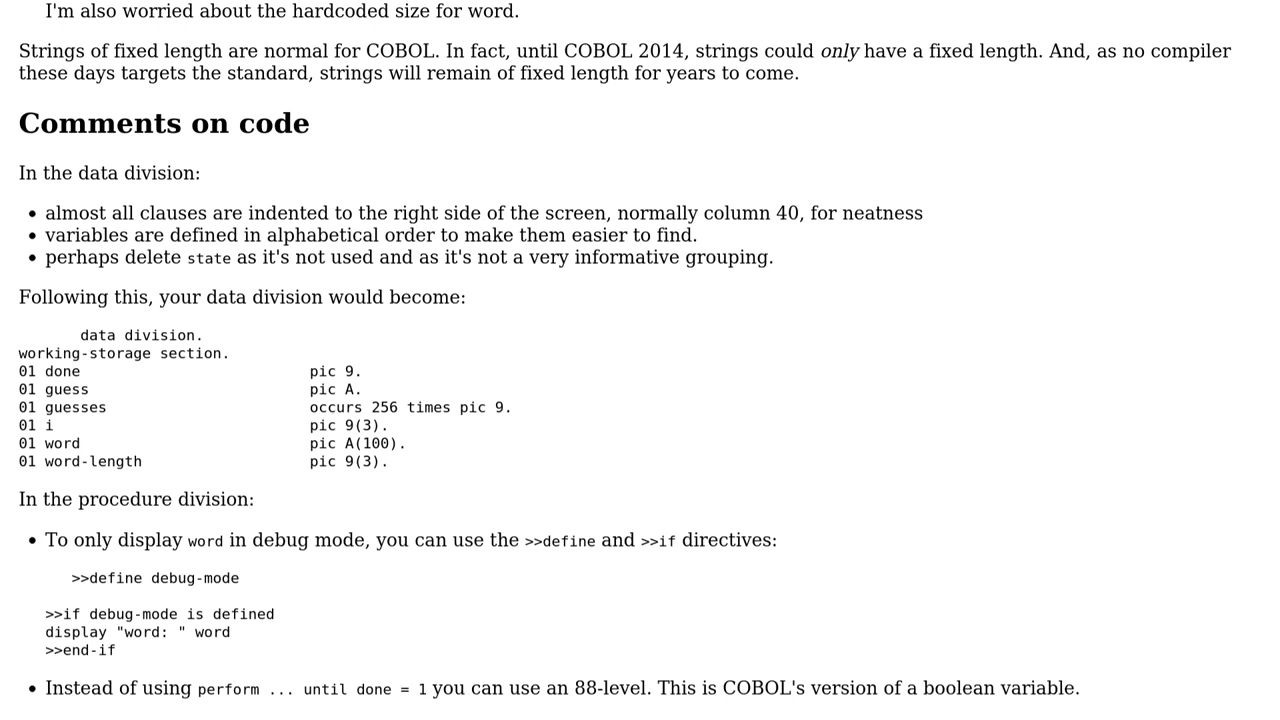 I'm also worried about the hardcoded size for word.
Strings of fixed length are normal for COBOL. In fact, until COBOL 2014, strings could only have a fixed length. And, as no compiler
these days targets the standard, strings will remain of fixed length for years to come.
Comments on code
In the data division:
• almost all clauses are indented to the right side of the screen, normally column 40, for neatness
• variables are defined in alphabetical order to make them easier to find.
• perhaps delete state as it's not used and as it's not a very informative grouping.
Following this, your data division would become:
       data division.
working-storage section.
01 done                          pic 9.
01 guess                         pic A.
01 guesses                       occurs 256 times pic 9.
01 i                             pic 9(3).
01 word                          pic A(100).
01 word-length                   pic 9(3).
In the procedure division:
• To only display word in debug mode, you can use the >>define and >>if directives:
   >>define debug-mode
>>if debug-mode is defined
display "word: " word
>>end-if
• Instead of using perform ... until done = 1 you can use an 88-level. This is COBOL's version of a boolean variable.